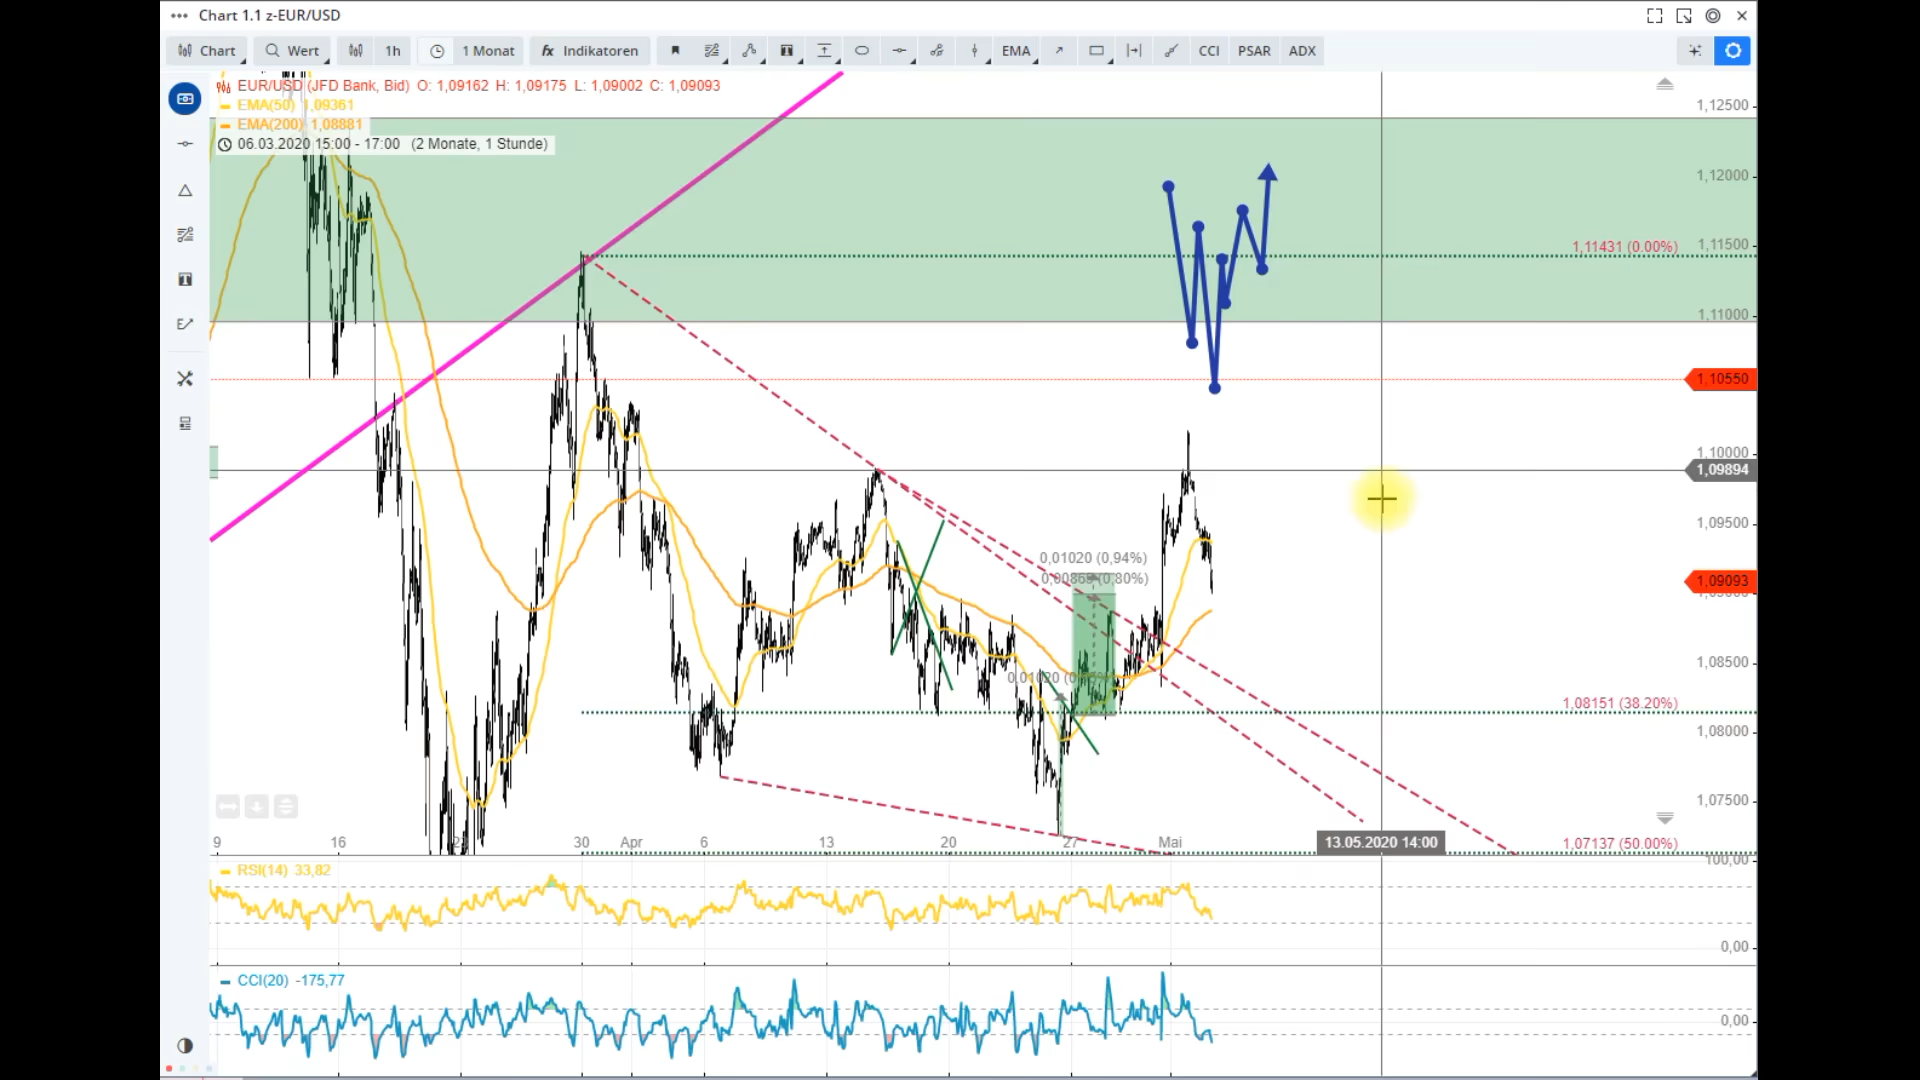 Chart 1.1 z-EUR/USD
Chart Wert 1h 1 Monat fx Indikatoren EMA CCI PSAR ADX
EUR/USD (JFD Bank, Bid) O: 1,09162 H: 1,09175 L: 1,09002 C: 1,09093
EMA(50) 1,09361
EMA(200) 1,08881
06.03.2020 15:00 - 17:00 (2 Monate, 1 Stunde)
1,12500
1,12000
1,11431 (0.00%)
1,11500
1,11000
1,10550
1,10000
1,09894
1,09500
0,01020 (0,94%)
1,09093
1,08500
1,08151 (38.20%)
1,08000
1,07500
9 16 30 Apr 6 13 20 27 Mai
13.05.2020 14:00
1,07137 (50.00%)
100,00
RSI(14) 33,82
0,00
CCI(20) -175,77
0,00